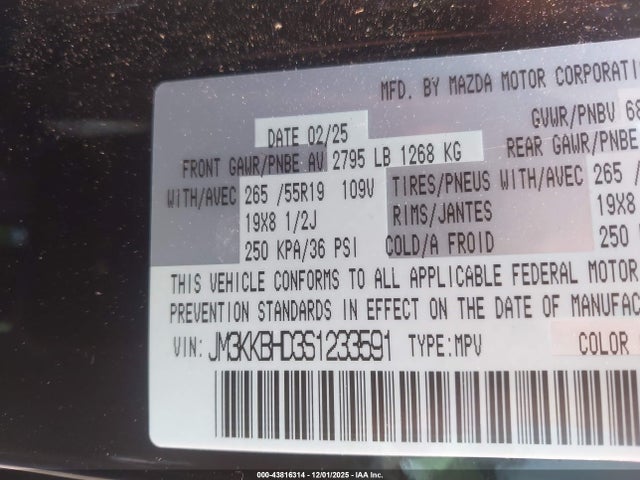 MFD. BY MAZDA MOTOR CORPORATI
DATE 02/25 GVWR/PNBV 68
FRONT GAWR/PNBE AV 2795 LB 1268 KG REAR GAWR/PNBE
WITH/AVEC 265 /55R19 109V TIRES/PNEUS WITH/AVEC 265 /
19X8 1/2J RIMS/JANTES 19X8
250 KPA/36 PSI COLD/A FROID 250
THIS VEHICLE CONFORMS TO ALL APPLICABLE FEDERAL MOTOR
PREVENTION STANDARDS IN EFFECT ON THE DATE OF MANUFAC
VIN: JM3KKBHD3S1233591 TYPE:MPV COLOR
000-43816314 - 12/01/2025 - IAA Inc.